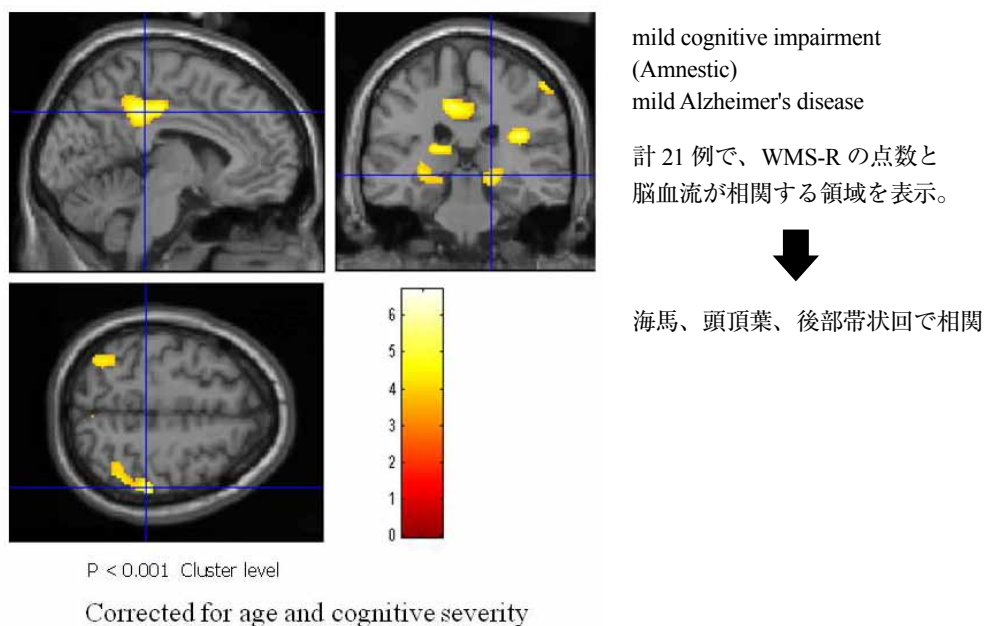 mild cognitive impairment
(Amnestic)
mild Alzheimer's disease
計 21 例で、WMS-R の点数と
脳血流が相関する領域を表示。
海馬、頭頂葉、後部帯状回で相関
6
5
4
3
2
1
0
P < 0.001 Cluster level
Corrected for age and cognitive severity